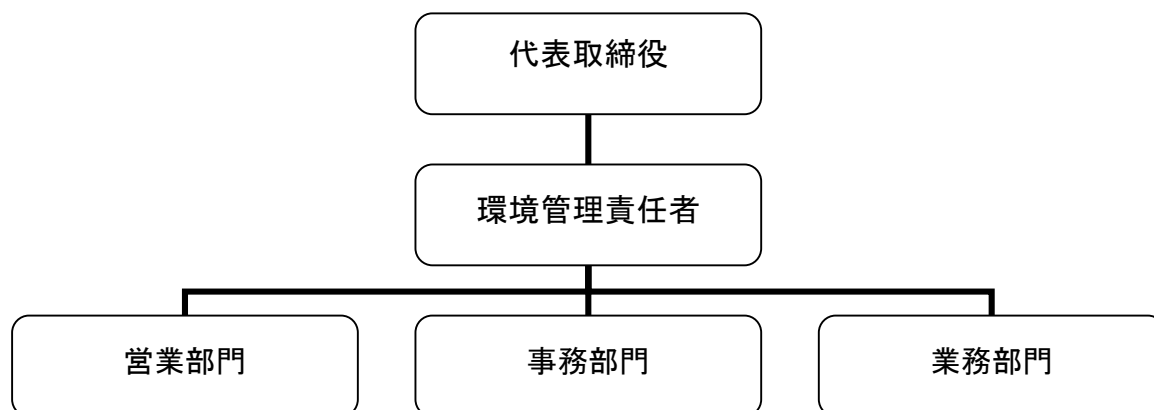 代表取締役
環境管理責任者
営業部門
事務部門
業務部門